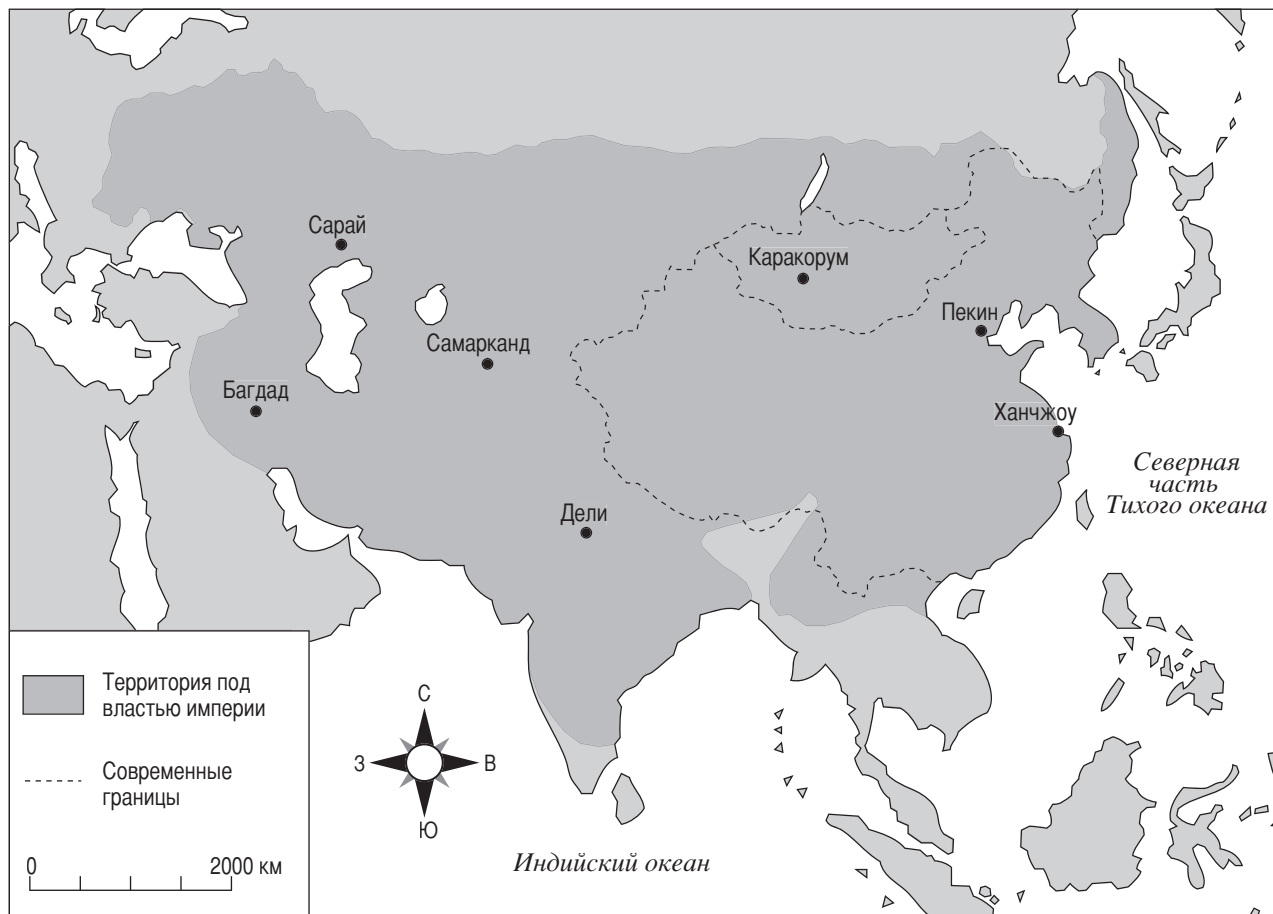 Сарай
Каракорум
Пекин
Самарканд
Багдад
Ханчжоу
Северная
часть
Тихого океана
Дели
Территория под
властью империи
Современные
границы
0 2000 км
С
З В
Ю
Индийский океан